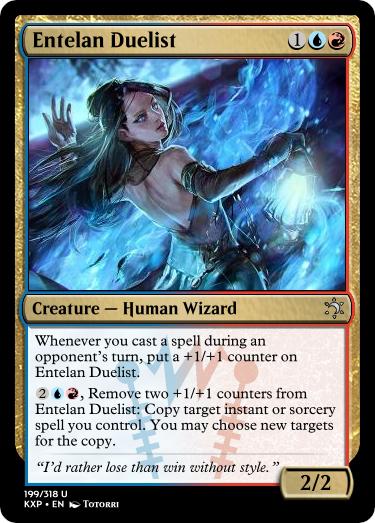 Entelan Duelist 1
Creature — Human Wizard
Whenever you cast a spell during an
opponent's turn, put a +1/+1 counter on
Entelan Duelist.
2, Remove two +1/+1 counters from
Entelan Duelist: Copy target instant or sorcery
spell you control. You may choose new targets
for the copy.
“I'd rather lose than win without style.”
2/2
199/318 U
KXP • EN Totorri